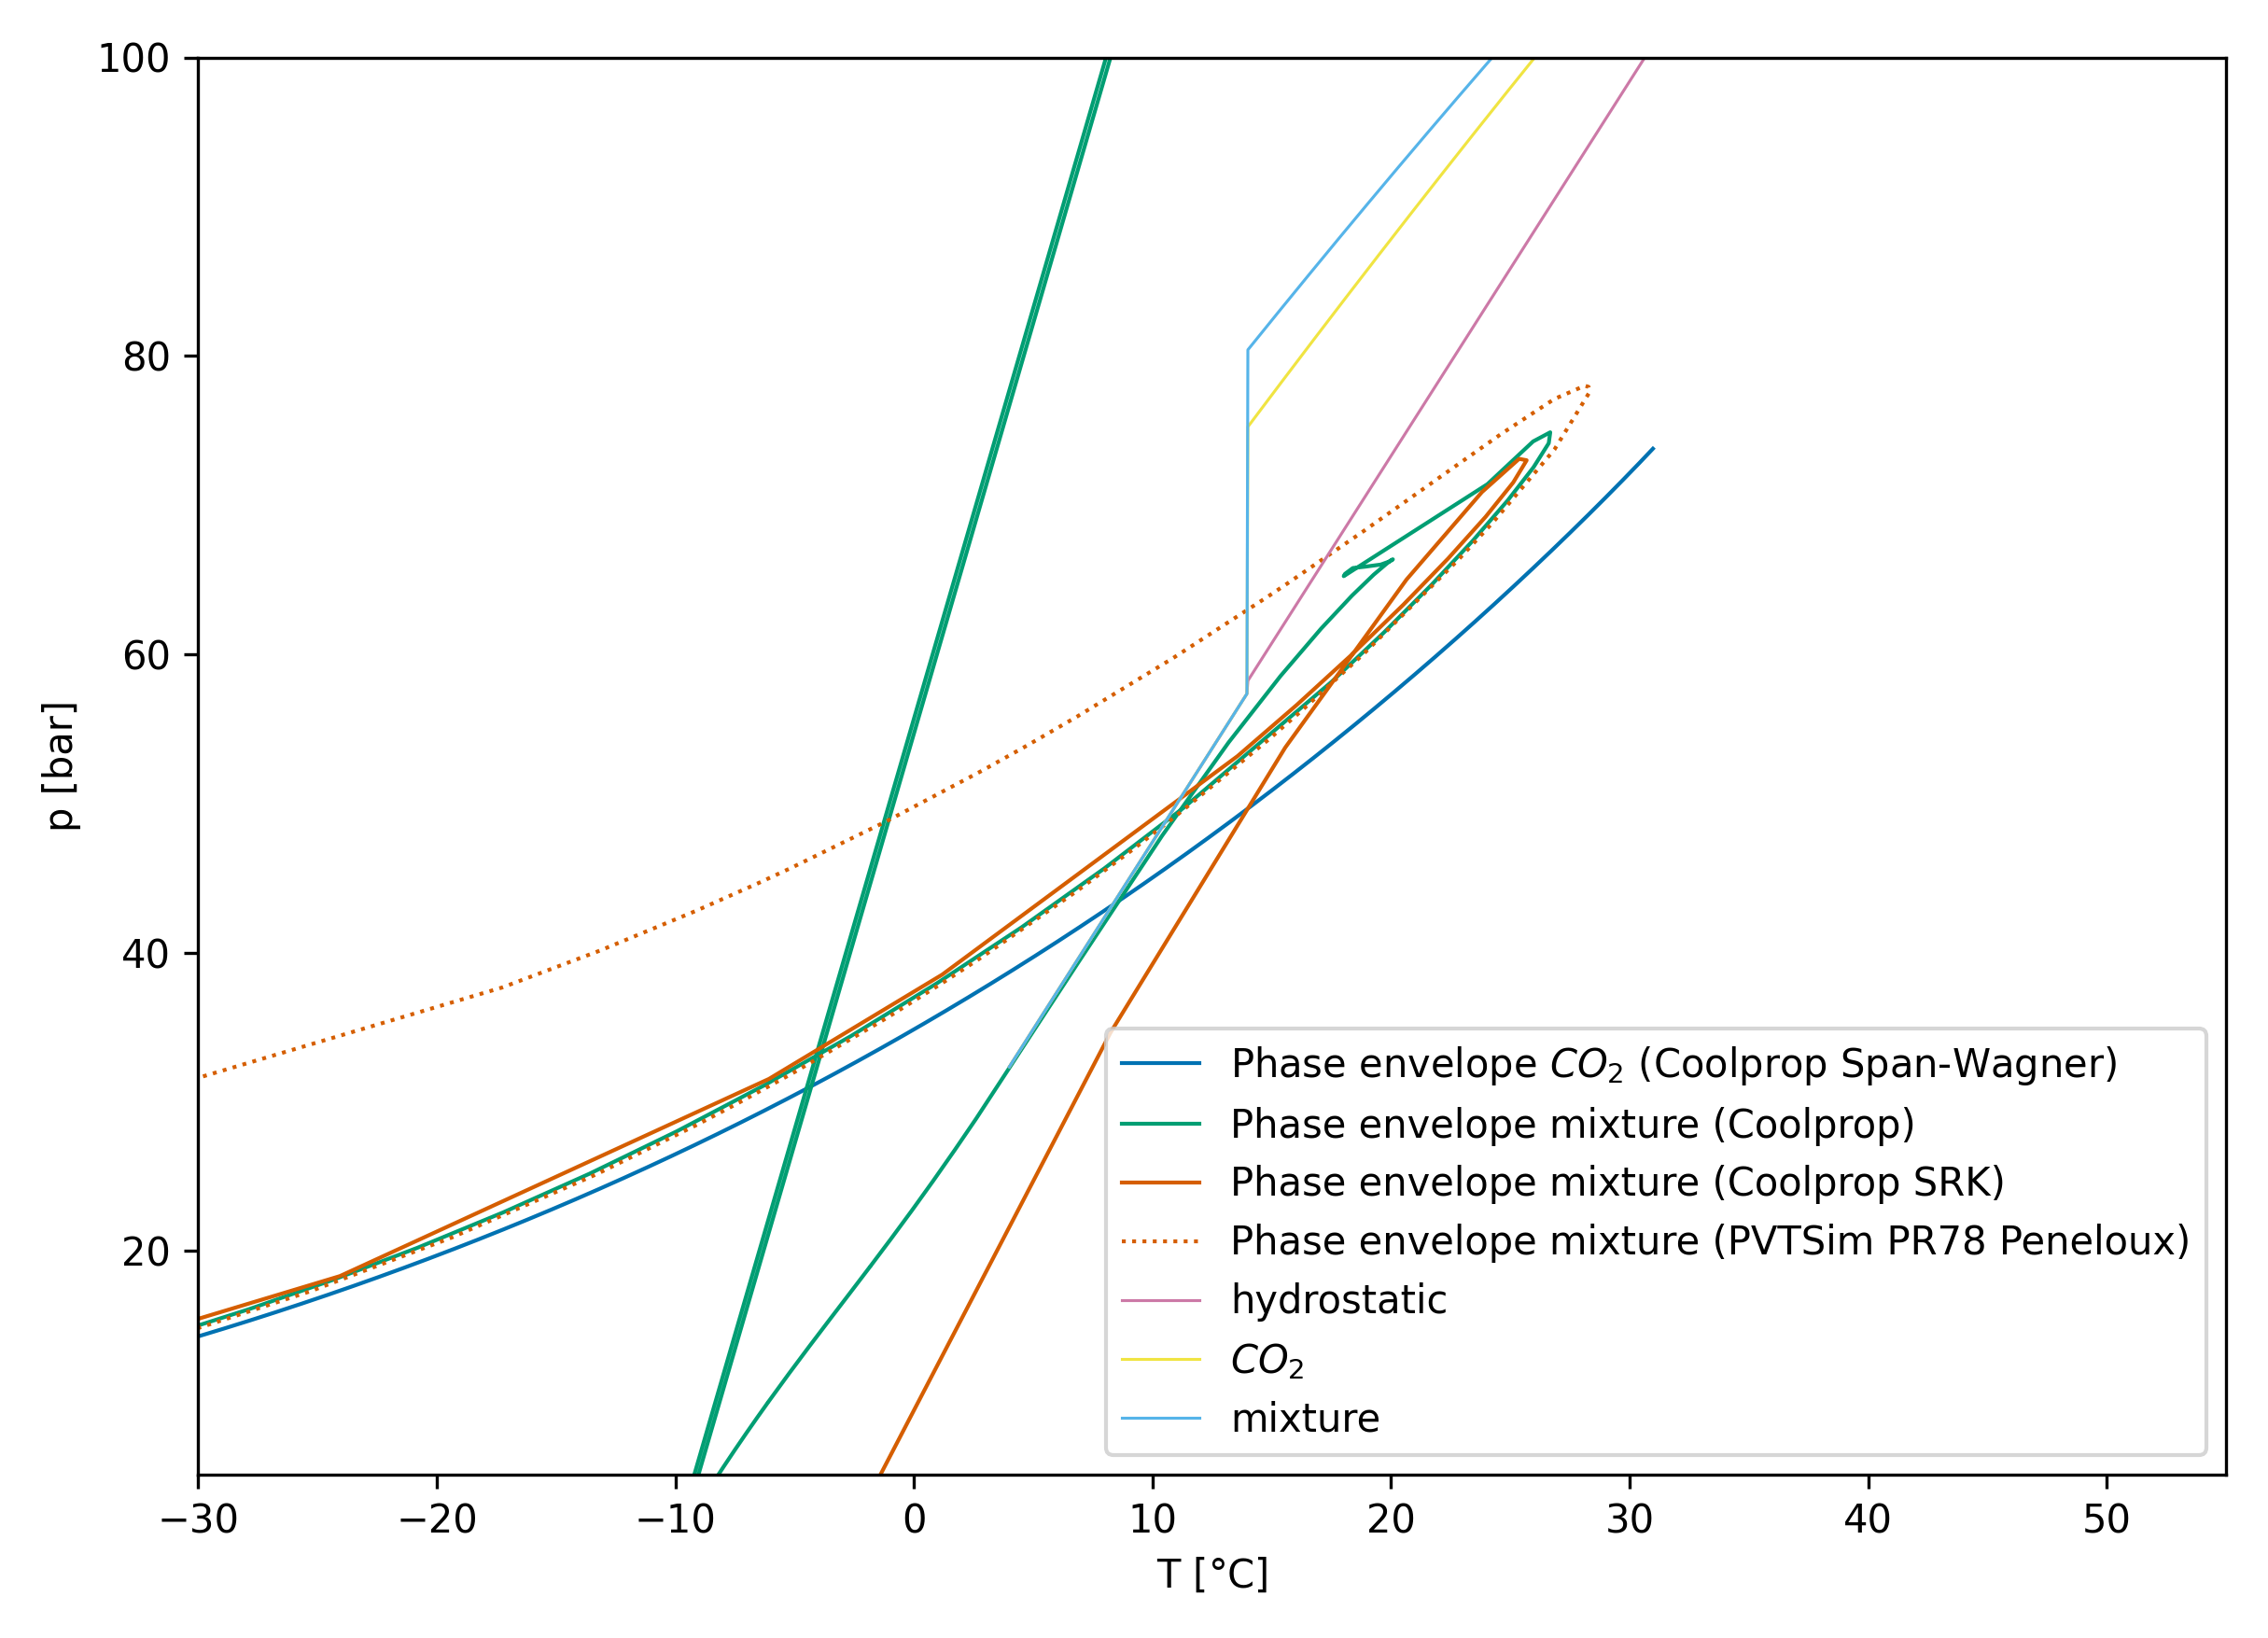 100
80
60
40
20
p [bar]
−30 −20 −10 0 10 20 30 40 50
T [°C]
Phase envelope CO₂ (Coolprop Span-Wagner)
Phase envelope mixture (Coolprop)
Phase envelope mixture (Coolprop SRK)
Phase envelope mixture (PVTSim PR78 Peneloux)
hydrostatic
CO₂
mixture